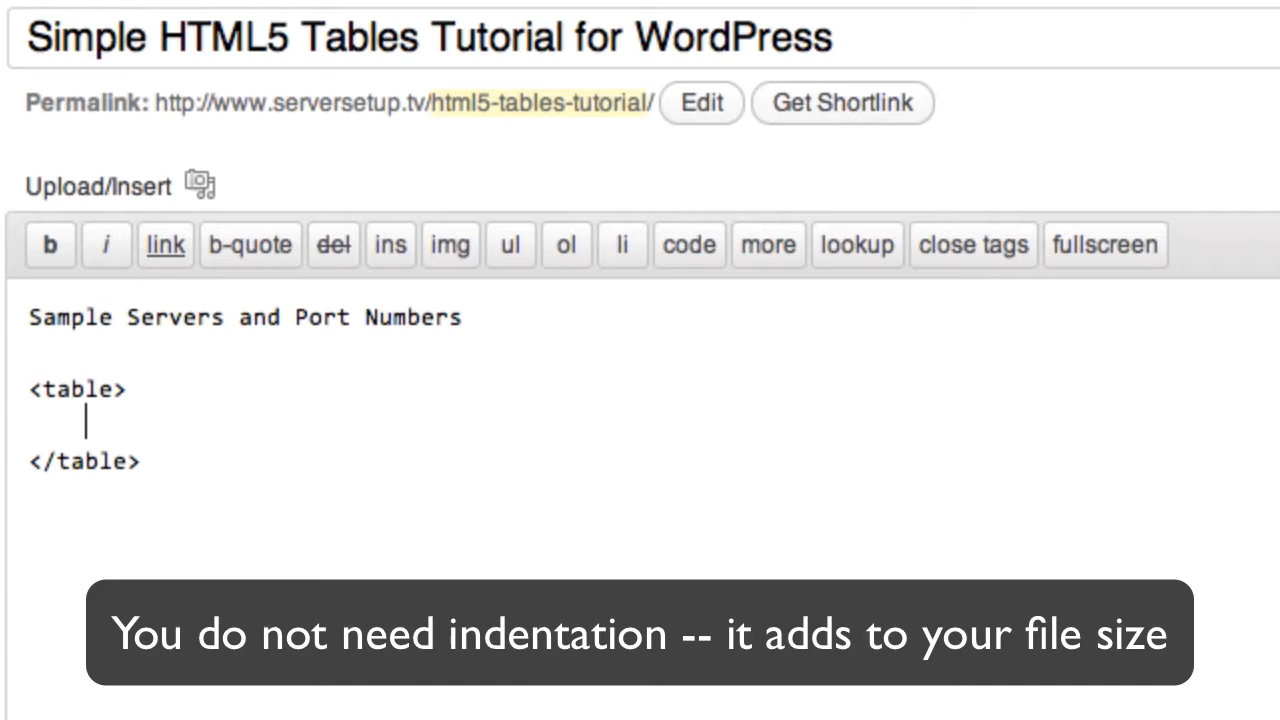 Simple HTML5 Tables Tutorial for WordPress
Permalink: http://www.serversetup.tv/html5-tables-tutorial/ Edit Get Shortlink
Upload/Insert
b i link b-quote del ins img ul ol li code more lookup close tags fullscreen
Sample Servers and Port Numbers
<table>
</table>
You do not need indentation -- it adds to your file size